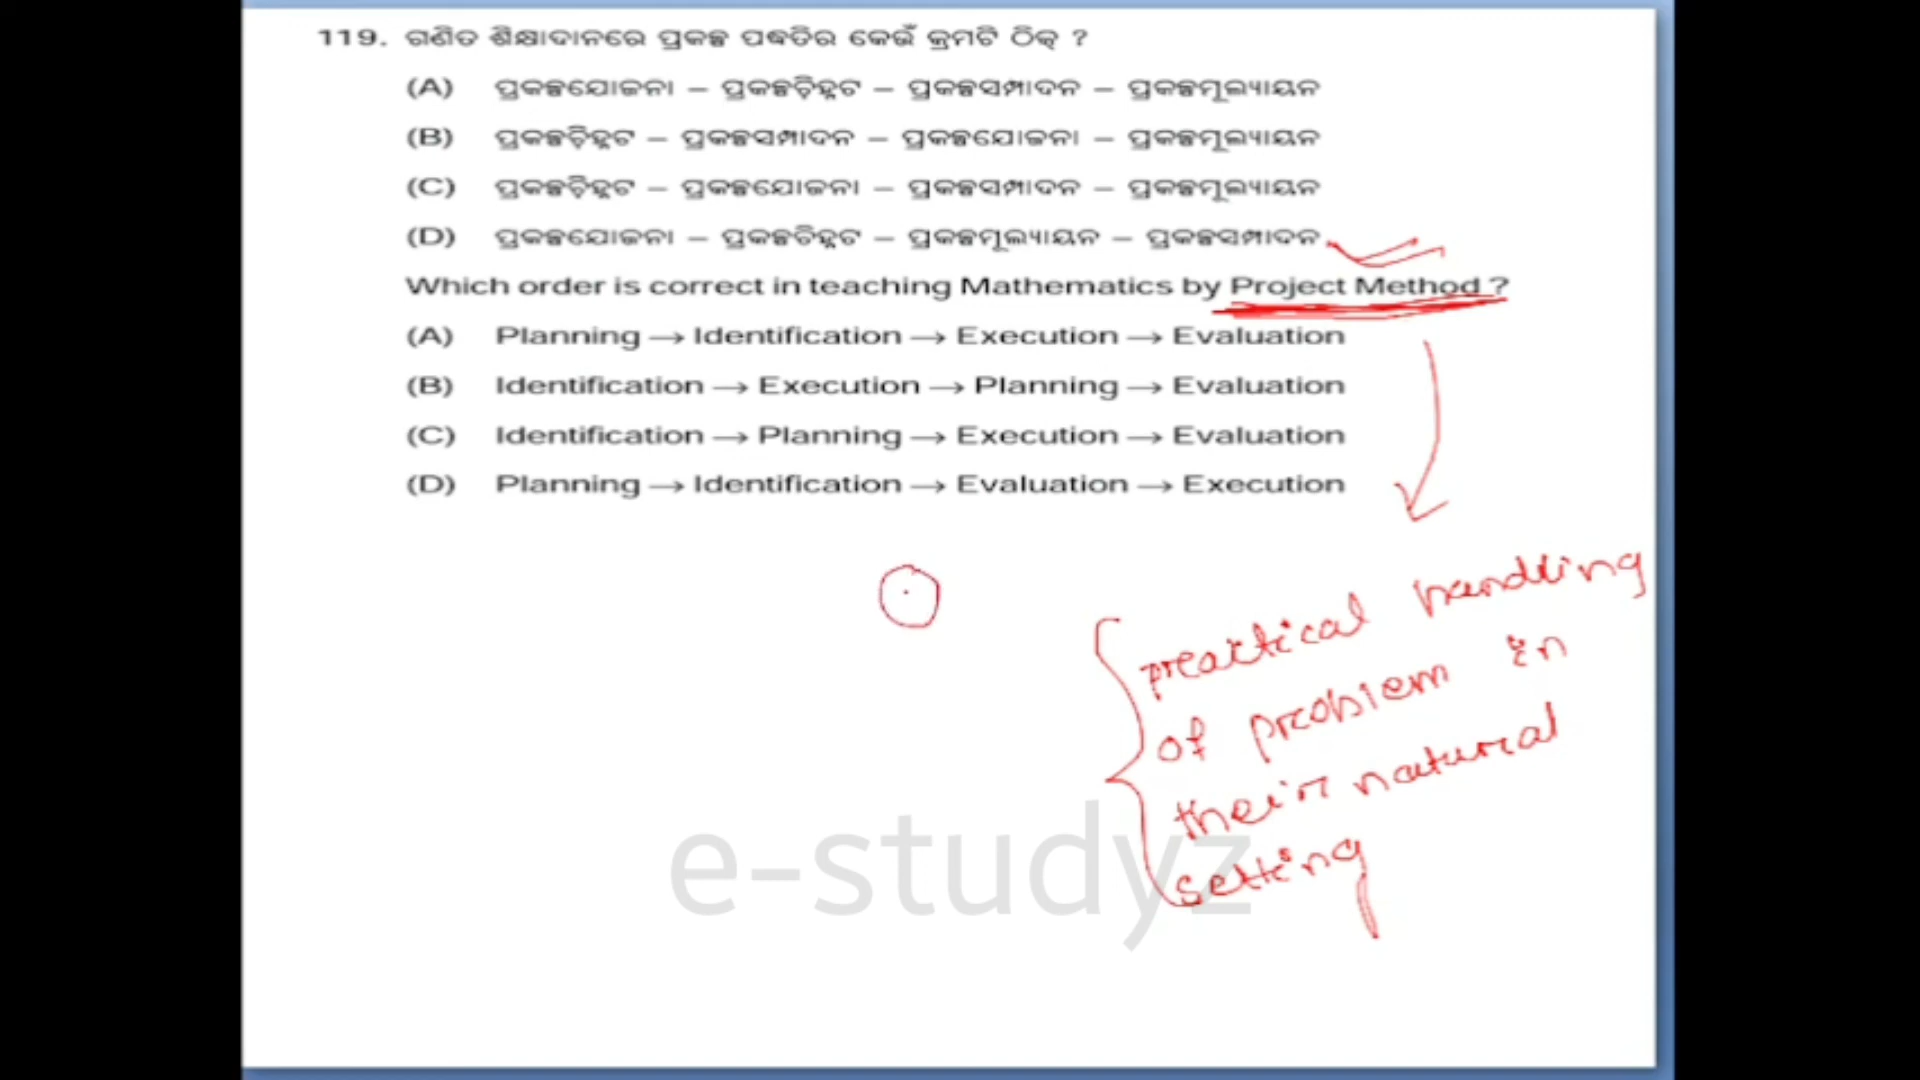 119. ଗଣିତ ଶିକ୍ଷାଦାନରେ ପ୍ରକଳ୍ପ ପଦ୍ଧତିର କେଉଁ କ୍ରମଟି ଠିକ୍ ?
(A) ପ୍ରକଳ୍ପଯୋଜନା – ପ୍ରକଳ୍ପଚିହ୍ନଟ – ପ୍ରକଳ୍ପସମ୍ପାଦନ – ପ୍ରକଳ୍ପମୂଲ୍ୟାୟନ
(B) ପ୍ରକଳ୍ପଚିହ୍ନଟ – ପ୍ରକଳ୍ପସମ୍ପାଦନ – ପ୍ରକଳ୍ପଯୋଜନା – ପ୍ରକଳ୍ପମୂଲ୍ୟାୟନ
(C) ପ୍ରକଳ୍ପଚିହ୍ନଟ – ପ୍ରକଳ୍ପଯୋଜନା – ପ୍ରକଳ୍ପସମ୍ପାଦନ – ପ୍ରକଳ୍ପମୂଲ୍ୟାୟନ
(D) ପ୍ରକଳ୍ପଯୋଜନା – ପ୍ରକଳ୍ପଚିହ୍ନଟ – ପ୍ରକଳ୍ପମୂଲ୍ୟାୟନ – ପ୍ରକଳ୍ପସମ୍ପାଦନ
Which order is correct in teaching Mathematics by Project Method ?
(A) Planning → Identification → Execution → Evaluation
(B) Identification → Execution → Planning → Evaluation
(C) Identification → Planning → Execution → Evaluation
(D) Planning → Identification → Evaluation → Execution
practical handling
of problem in
their natural
setting
e-studyz